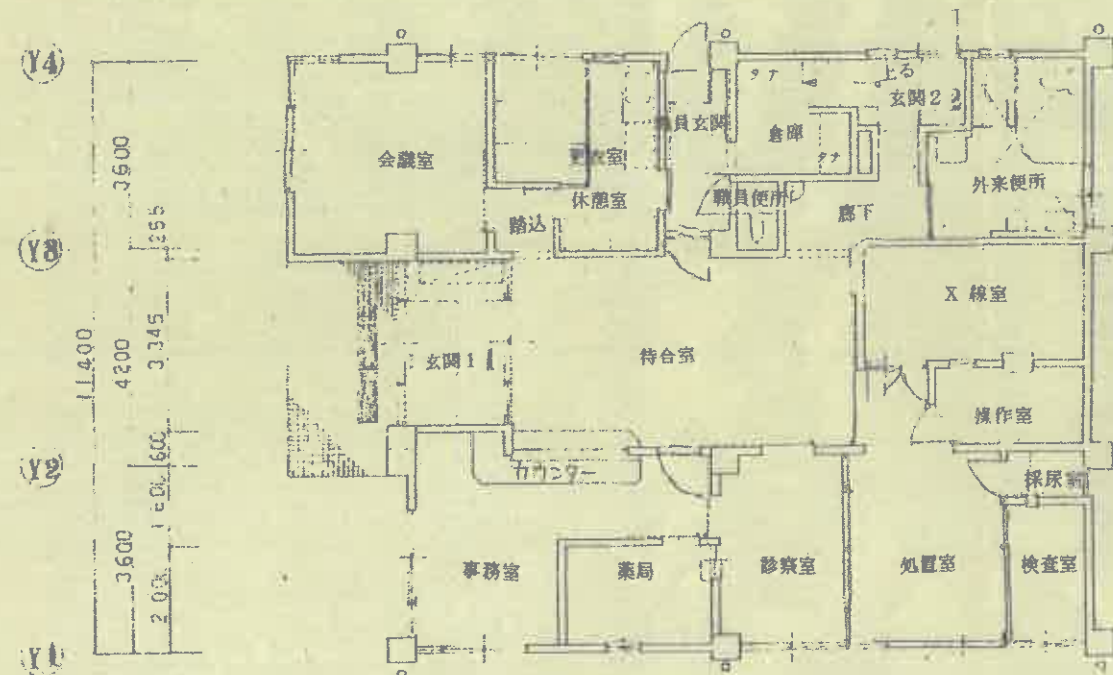 Y4
Y3
Y2
Y1
3600
255
11400
4200
3345
600
3600
会議室
更衣室
休憩室
踏込
員玄関
タナ
倉庫
タナ
上る
玄関2
職員便所
廊下
外来便所
X 線室
玄関1
待合室
操作室
カウンター
採尿室
事務室
薬局
診察室
処置室
検査室